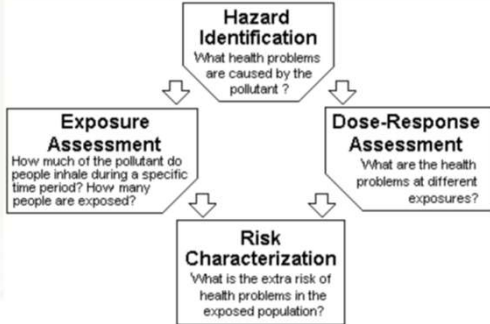 Hazard
Identification
What health problems
are caused by the
pollutant ?
Exposure
Assessment
How much of the pollutant do
people inhale during a specific
time period? How many
people are exposed?
Dose-Response
Assessment
What are the health
problems at different
exposures?
Risk
Characterization
What is the extra risk of
health problems in the
exposed population?